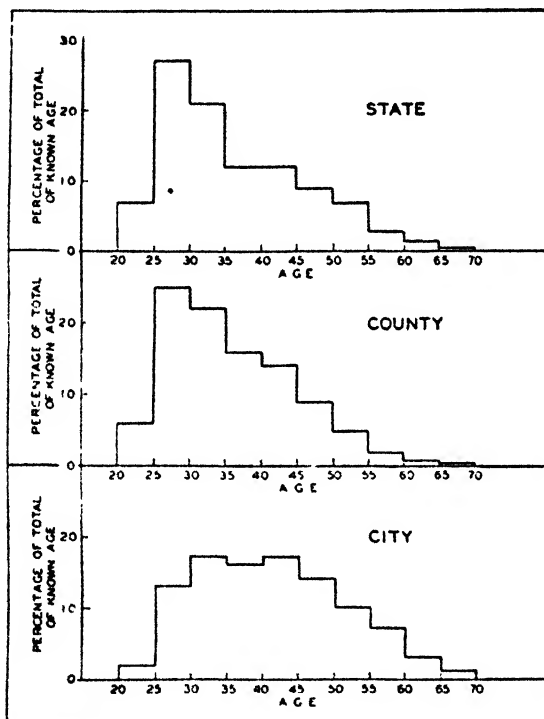 PERCENTAGE OF TOTAL
OF KNOWN AGE
30
20
10
0
STATE
20 25 30 35 40 45 50 55 60 65 70
AGE
PERCENTAGE OF TOTAL
OF KNOWN AGE
20
10
0
COUNTY
20 25 30 35 40 45 50 55 60 65 70
AGE
PERCENTAGE OF TOTAL
OF KNOWN AGE
20
10
0
CITY
20 25 30 35 40 45 50 55 60 65 70
AGE